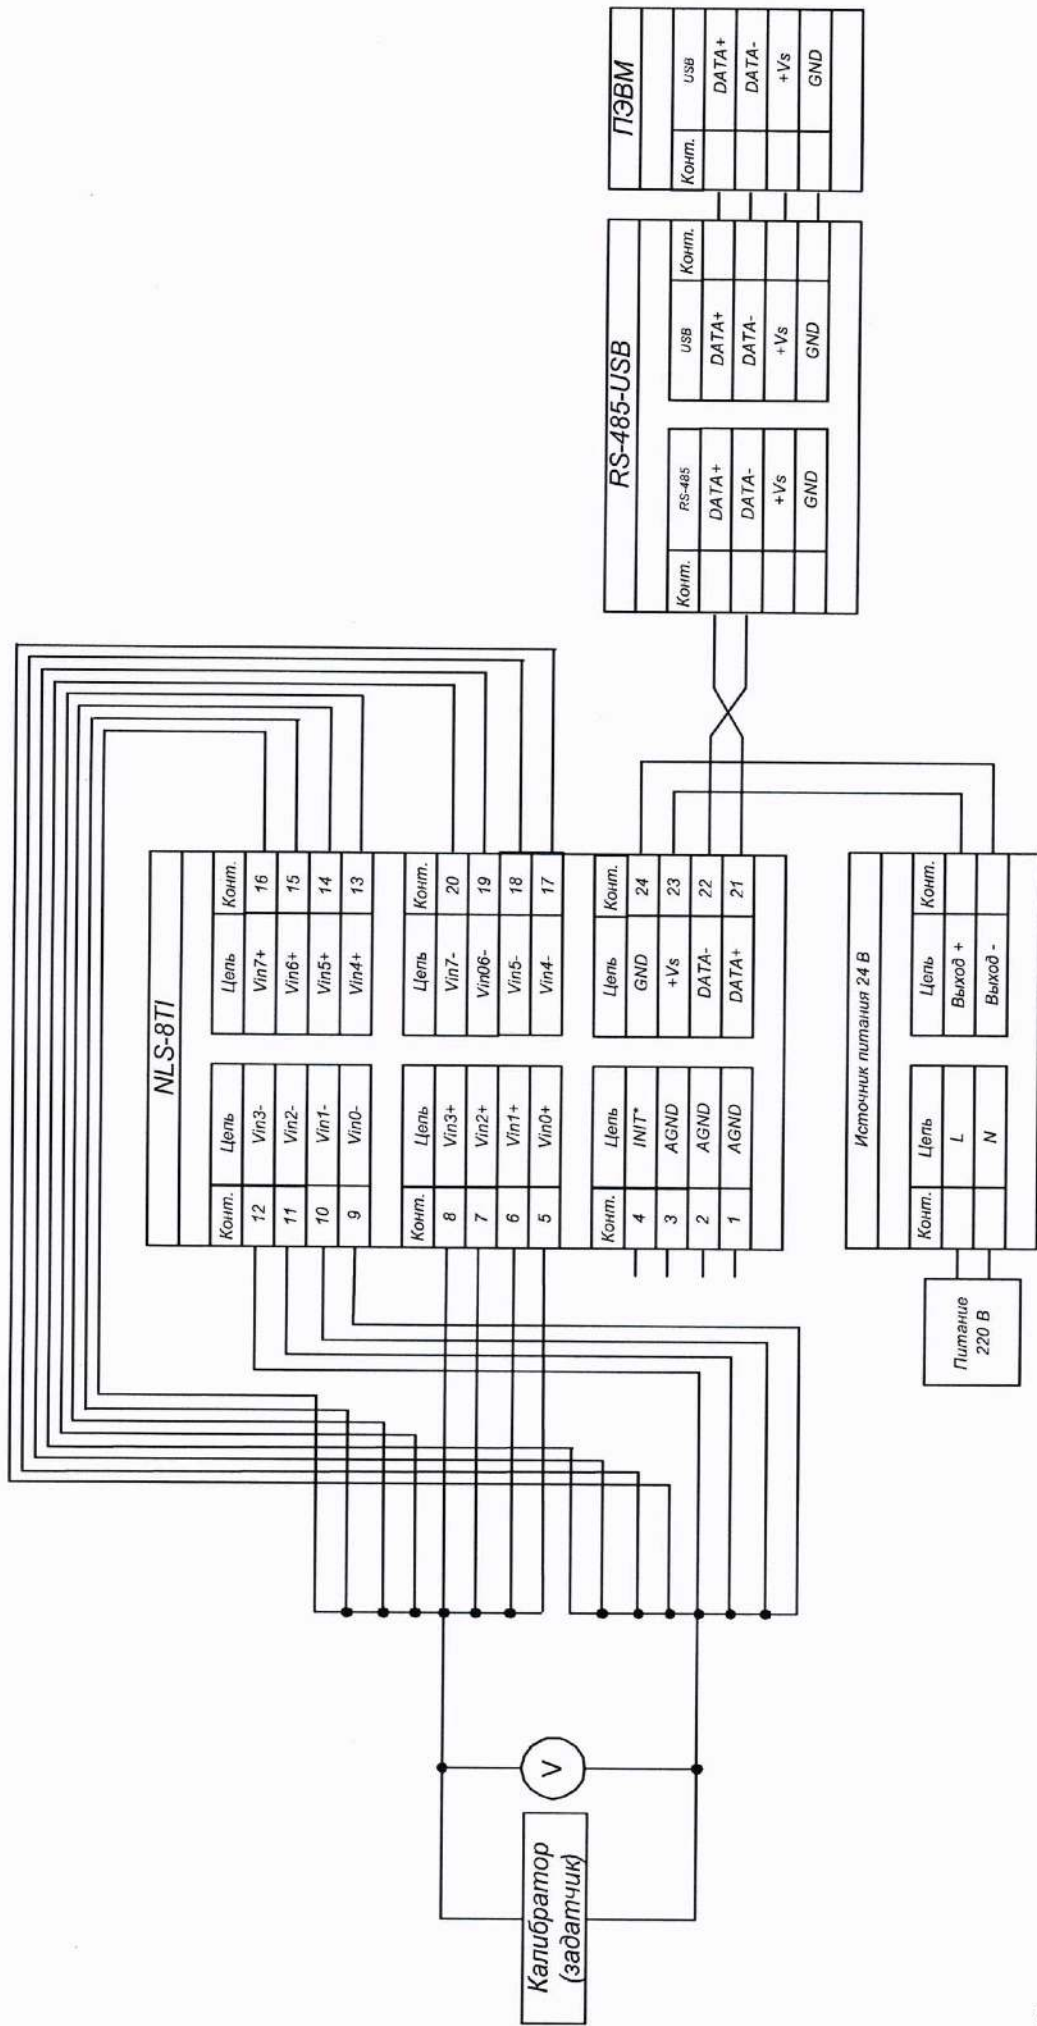 Калибратор
(задатчик)
V
NLS-8TI
Конт. Цепь
12 Vin3-
11 Vin2-
10 Vin1-
9 Vin0-
Конт. Цепь
8 Vin3+
7 Vin2+
6 Vin1+
5 Vin0+
Конт. Цепь
4 INIT*
3 AGND
2 AGND
1 AGND
Цепь Конт.
Vin7+ 16
Vin6+ 15
Vin5+ 14
Vin4+ 13
Цепь Конт.
Vin7- 20
Vin06- 19
Vin5- 18
Vin4- 17
Цепь Конт.
GND 24
+Vs 23
DATA- 22
DATA+ 21
Питание
220 В
Источник питания 24 В
Конт. Цепь
L
N
Цепь Конт.
Выход +
Выход -
RS-485-USB
Конт. RS-485
DATA+
DATA-
+Vs
GND
USB Конт.
DATA+
DATA-
+Vs
GND
ПЭВМ
Конт. USB
DATA+
DATA-
+Vs
GND